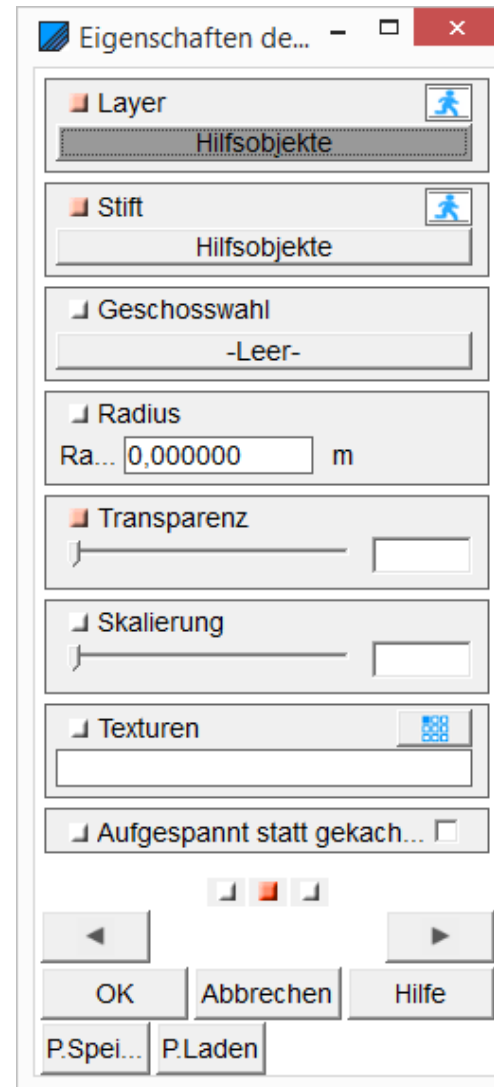 Eigenschaften de...
Layer
Hilfsobjekte
Stift
Hilfsobjekte
Geschosswahl
-Leer-
Radius
Ra... 0,000000 m
Transparenz
Skalierung
Texturen
Aufgespannt statt gekach...
OK Abbrechen Hilfe
P.Spei... P.Laden